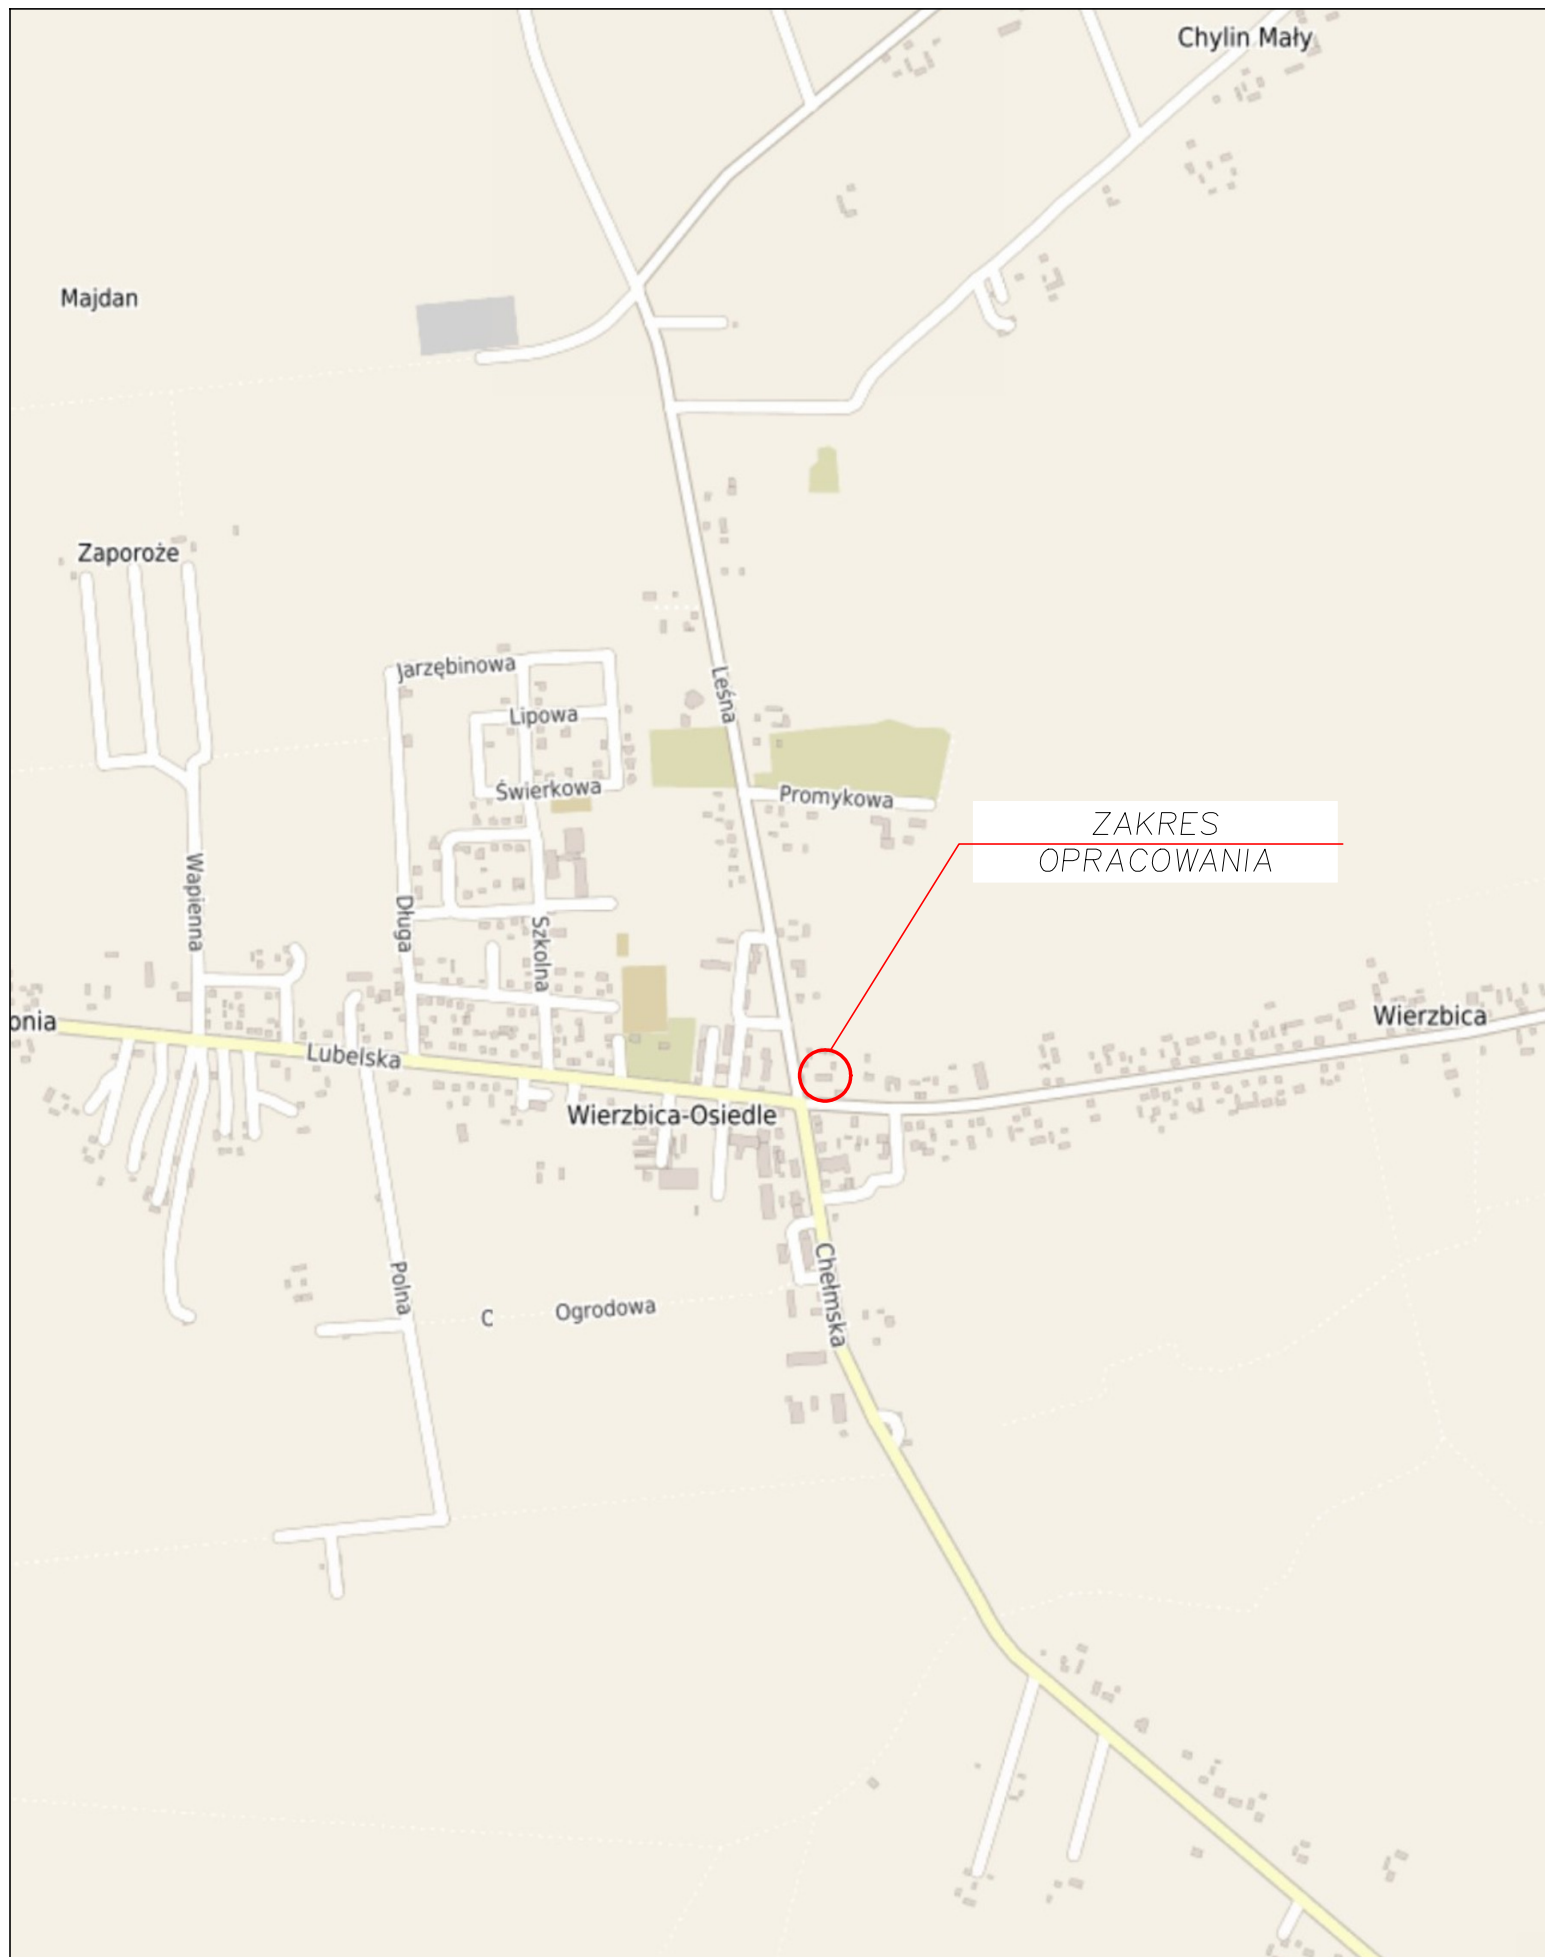 Chylin Mały
Majdan
Zaporoże
Jarzębinowa
Leśna
Lipowa
Świerkowa
Promykowa
ZAKRES
OPRACOWANIA
Wapienna
Długa
Szkolna
onia
Wierzbica
Lubelska
Wierzbica-Osiedle
Polna
Chełmska
Ogrodowa
C